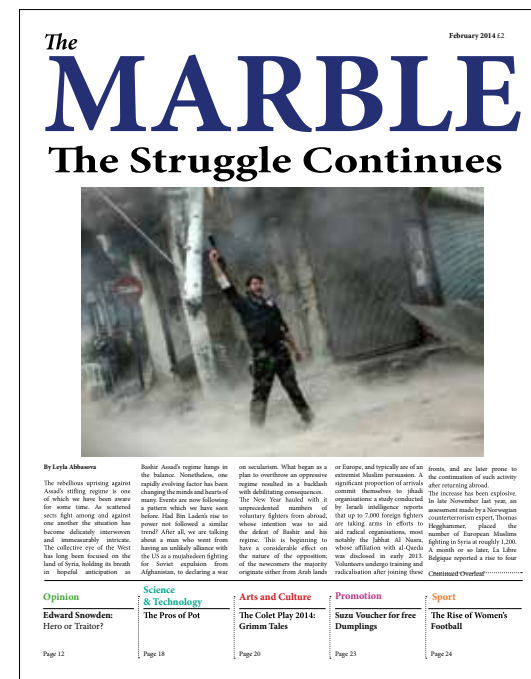 The
February 2014 £2
MARBLE
The Struggle Continues
By Leyla Abbasova
The rebellious uprising against
Assad's stifling regime is one
of which we have been aware
for some time. As scattered
sects fight among and against
one another the situation has
become delicately interwoven
and immeasurably intricate.
The collective eye of the West
has long been focused on the
land of Syria, holding its breath
in hopeful anticipation as
Bashir Assad's regime hangs in
the balance. Nonetheless, one
rapidly evolving factor has been
changing the minds and hearts of
many. Events are now following
a pattern which we have seen
before. Had Bin Laden's rise to
power not followed a similar
trend? After all, we are talking
about a man who went from
having an unlikely alliance with
the US as a mujahedeen fighting
for Soviet expulsion from
Afghanistan, to declaring a war
on secularism. What began as a
plan to overthrow an oppressive
regime resulted in a backlash
with debilitating consequences.
The New Year hauled with it
unprecedented numbers of
voluntary fighters from abroad,
whose intention was to aid
the defeat of Bashir and his
regime. This is beginning to
have a considerable effect on
the nature of the opposition;
of the newcomers the majority
originate either from Arab lands
or Europe, and typically are of an
extremist Muslim persuasion. A
significant proportion of arrivals
commit themselves to jihadi
organisations: a study conducted
by Israeli intelligence reports
that up to 7,000 foreign fighters
are taking arms in efforts to
aid radical organisations, most
notably the Jabhat Al Nusra,
whose affiliation with al-Qaeda
was disclosed in early 2013.
Volunteers undergo training and
radicalisation after joining these
fronts, and are later prone to
the continuation of such activity
after returning abroad.
The increase has been explosive.
In late November last year, an
assessment made by a Norwegian
counterterrorism expert, Thomas
Hegghammer, placed the
number of European Muslims
fighting in Syria at roughly 1,200.
A month or so later, La Libre
Belgique reported a rise to four
Continued Overleaf
Opinion
Edward Snowden:
Hero or Traitor?
Page 12
Science
& Technology
The Pros of Pot
Page 18
Arts and Culture
The Colet Play 2014:
Grimm Tales
Page 20
Promotion
Suzu Voucher for free
Dumplings
Page 23
Sport
The Rise of Women's
Football
Page 24